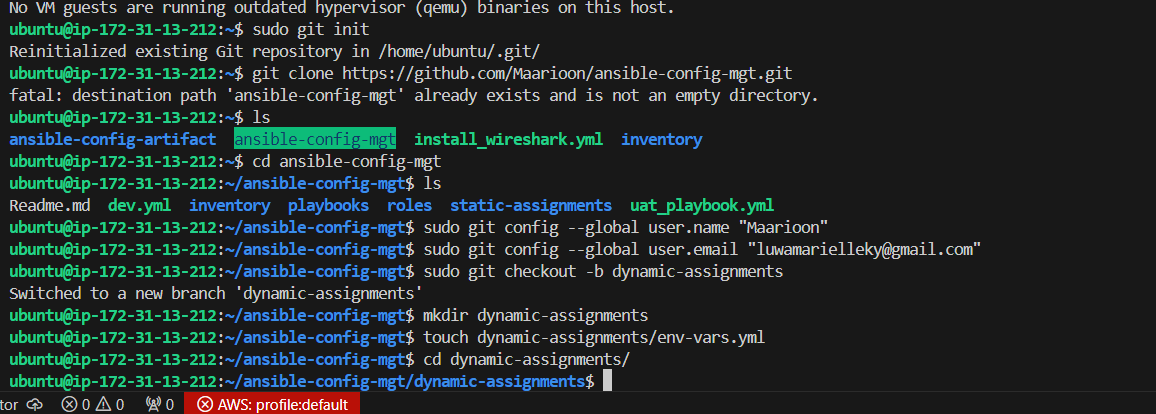 No VM guests are running outdated hypervisor (qemu) binaries on this host.
ubuntu@ip-172-31-13-212:~$ sudo git init
Reinitialized existing Git repository in /home/ubuntu/.git/
ubuntu@ip-172-31-13-212:~$ git clone https://github.com/Maarioon/ansible-config-mgt.git
fatal: destination path 'ansible-config-mgt' already exists and is not an empty directory.
ubuntu@ip-172-31-13-212:~$ ls
ansible-config-artifact ansible-config-mgt install_wireshark.yml inventory
ubuntu@ip-172-31-13-212:~$ cd ansible-config-mgt
ubuntu@ip-172-31-13-212:~/ansible-config-mgt$ ls
Readme.md dev.yml inventory playbooks roles static-assignments uat_playbook.yml
ubuntu@ip-172-31-13-212:~/ansible-config-mgt$ sudo git config --global user.name "Maarioon"
ubuntu@ip-172-31-13-212:~/ansible-config-mgt$ sudo git config --global user.email "luwamarielleky@gmail.com"
ubuntu@ip-172-31-13-212:~/ansible-config-mgt$ sudo git checkout -b dynamic-assignments
Switched to a new branch 'dynamic-assignments'
ubuntu@ip-172-31-13-212:~/ansible-config-mgt$ mkdir dynamic-assignments
ubuntu@ip-172-31-13-212:~/ansible-config-mgt$ touch dynamic-assignments/env-vars.yml
ubuntu@ip-172-31-13-212:~/ansible-config-mgt$ cd dynamic-assignments/
ubuntu@ip-172-31-13-212:~/ansible-config-mgt/dynamic-assignments$
tor 0 0 0 AWS: profile:default